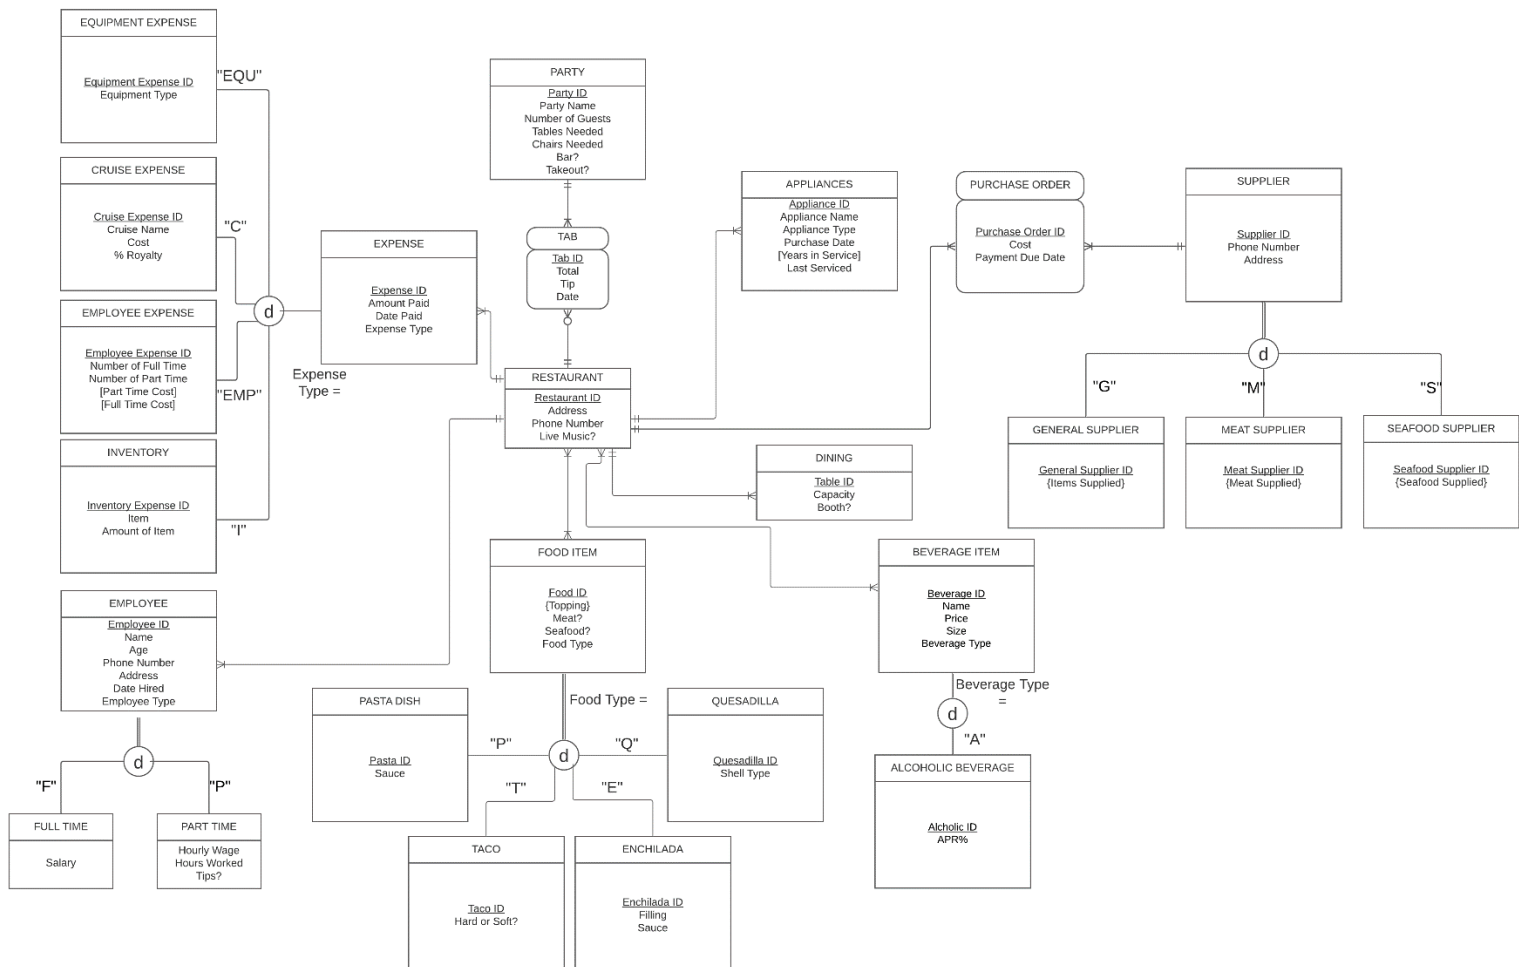 EQUIPMENT EXPENSE
Equipment Expense ID
Equipment Type
"EQU"
CRUISE EXPENSE
Cruise Expense ID
Cruise Name
Cost
% Royalty
"C"
EMPLOYEE EXPENSE
Employee Expense ID
Number of Full Time
Number of Part Time
[Part Time Cost]
[Full Time Cost]
"EMP"
INVENTORY
Inventory Expense ID
Item
Amount of Item
"I"
d
EXPENSE
Expense ID
Amount Paid
Date Paid
Expense Type
Expense
Type =
PARTY
Party ID
Party Name
Number of Guests
Tables Needed
Chairs Needed
Bar?
Takeout?
TAB
Tab ID
Total
Tip
Date
RESTAURANT
Restaurant ID
Address
Phone Number
Live Music?
APPLIANCES
Appliance ID
Appliance Name
Appliance Type
Purchase Date
[Years in Service]
Last Serviced
PURCHASE ORDER
Purchase Order ID
Cost
Payment Due Date
SUPPLIER
Supplier ID
Phone Number
Address
d
"G"
"M"
"S"
GENERAL SUPPLIER
General Supplier ID
{Items Supplied}
MEAT SUPPLIER
Meat Supplier ID
{Meat Supplied}
SEAFOOD SUPPLIER
Seafood Supplier ID
{Seafood Supplied}
DINING
Table ID
Capacity
Booth?
FOOD ITEM
Food ID
{Topping}
Meat?
Seafood?
Food Type
BEVERAGE ITEM
Beverage ID
Name
Price
Size
Beverage Type
Beverage Type
=
d
"A"
ALCOHOLIC BEVERAGE
Alcholic ID
APR%
EMPLOYEE
Employee ID
Name
Age
Phone Number
Address
Date Hired
Employee Type
d
"F"
"P"
FULL TIME
Salary
PART TIME
Hourly Wage
Hours Worked
Tips?
Food Type =
d
"P"
"Q"
"T"
"E"
PASTA DISH
Pasta ID
Sauce
QUESADILLA
Quesadilla ID
Shell Type
TACO
Taco ID
Hard or Soft?
ENCHILADA
Enchilada ID
Filling
Sauce